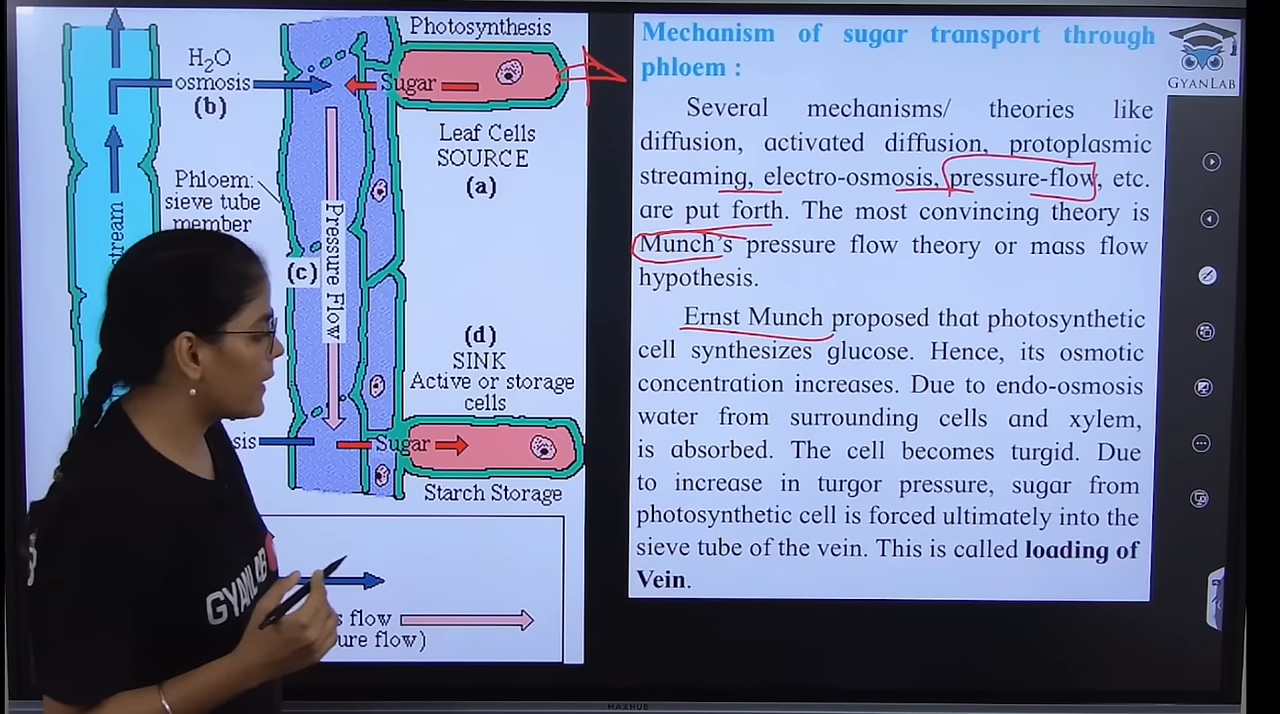 Photosynthesis
H₂O
osmosis
(b)
Sugar
Leaf Cells
SOURCE
(a)
Phloem:
sieve tube
member
stream
(c)
Pressure Flow
(d)
SINK
Active or storage
cells
sis
Sugar
Starch Storage
s flow
ure flow)
Mechanism of sugar transport through
phloem :
Several mechanisms/ theories like
diffusion, activated diffusion, protoplasmic
streaming, electro-osmosis, pressure-flow, etc.
are put forth. The most convincing theory is
Munch's pressure flow theory or mass flow
hypothesis.
Ernst Munch proposed that photosynthetic
cell synthesizes glucose. Hence, its osmotic
concentration increases. Due to endo-osmosis
water from surrounding cells and xylem,
is absorbed. The cell becomes turgid. Due
to increase in turgor pressure, sugar from
photosynthetic cell is forced ultimately into the
sieve tube of the vein. This is called loading of
Vein.
GYANLAB
GYANLAB
MAXHUB